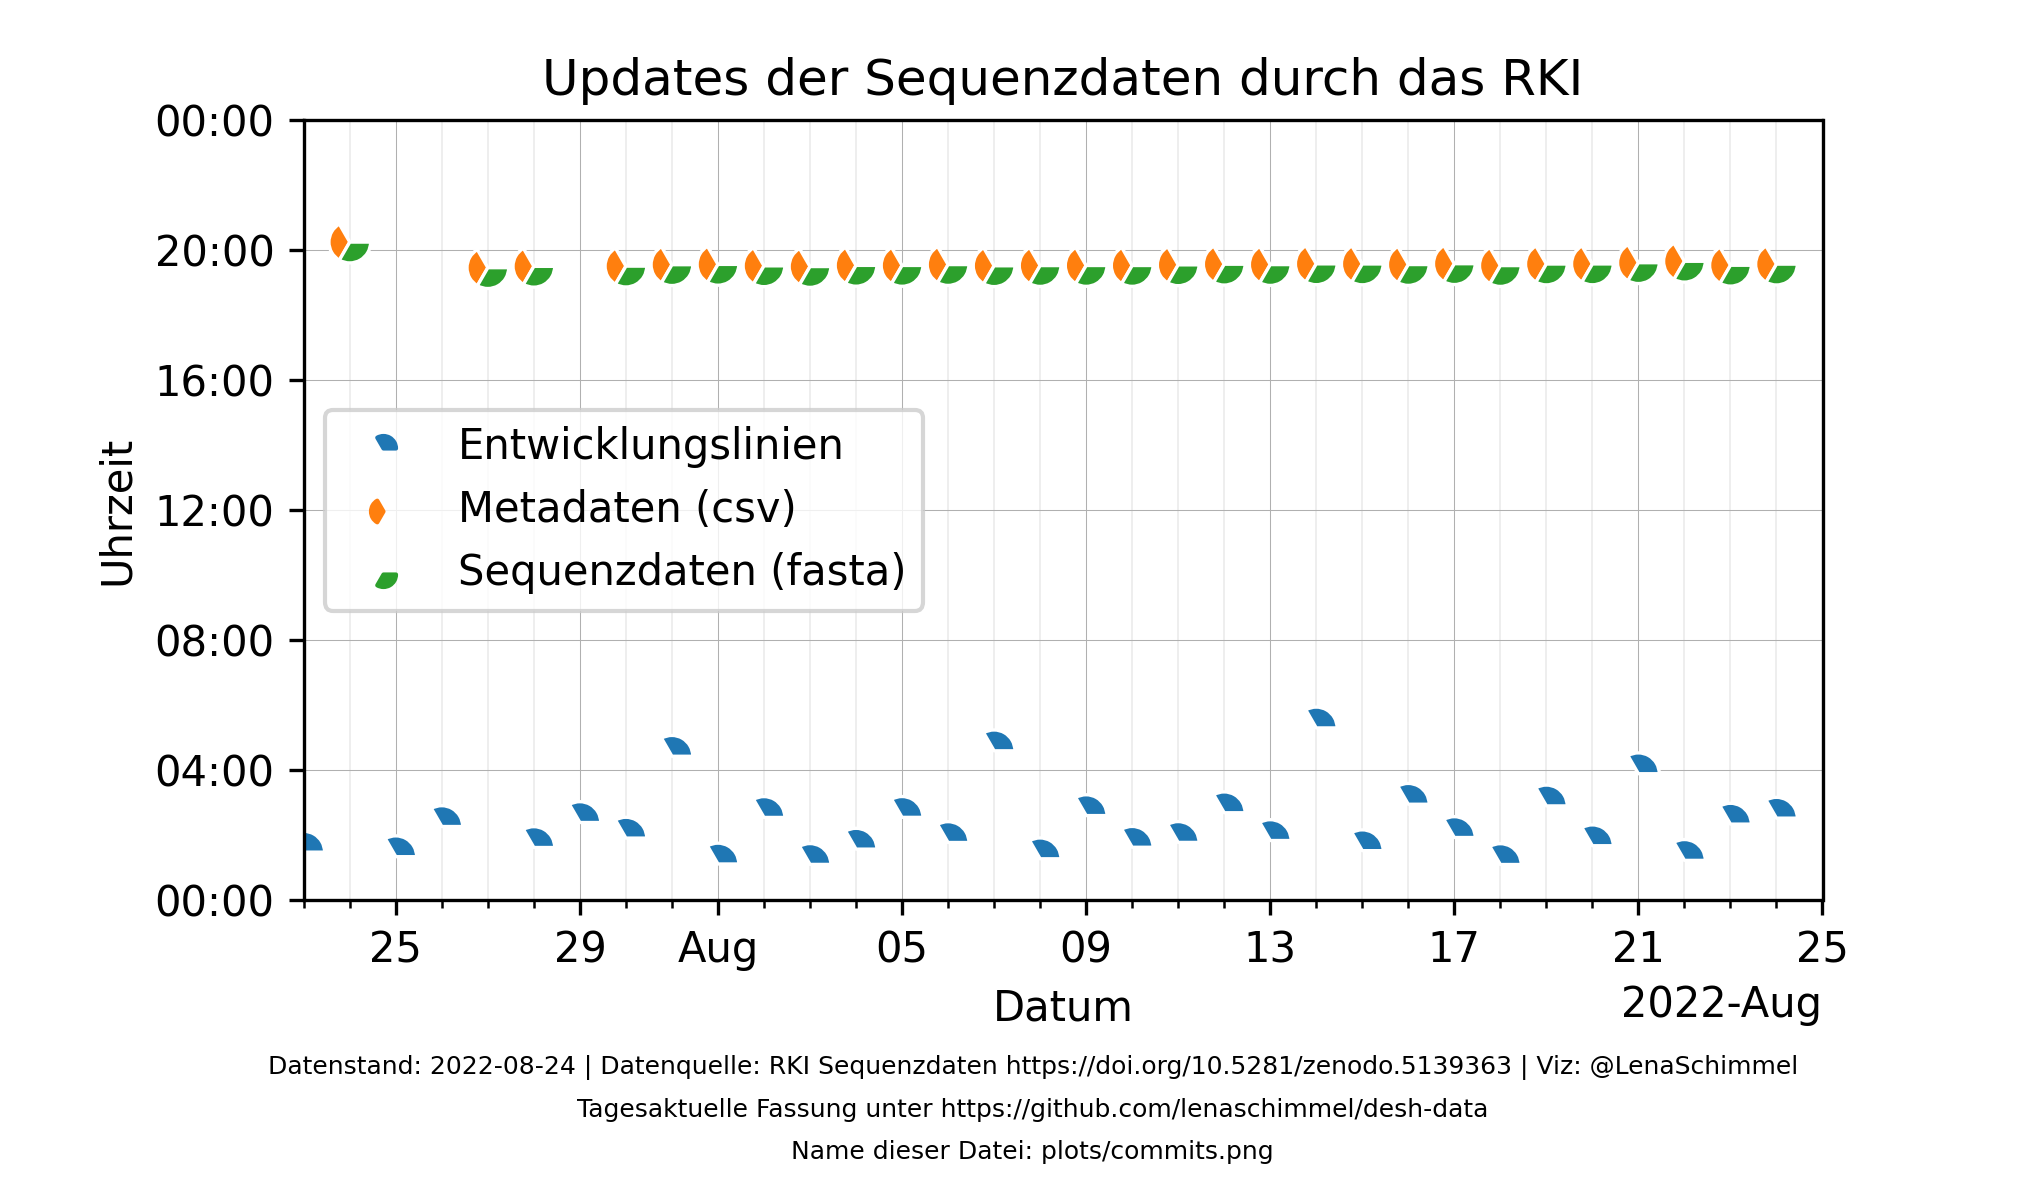 Updates der Sequenzdaten durch das RKI
00:00
20:00
16:00
12:00
08:00
04:00
00:00
Uhrzeit
Entwicklungslinien
Metadaten (csv)
Sequenzdaten (fasta)
25 29 Aug 05 09 13 17 21 25
Datum
2022-Aug
Datenstand: 2022-08-24 | Datenquelle: RKI Sequenzdaten https://doi.org/10.5281/zenodo.5139363 | Viz: @LenaSchimmel
Tagesaktuelle Fassung unter https://github.com/lenaschimmel/desh-data
Name dieser Datei: plots/commits.png